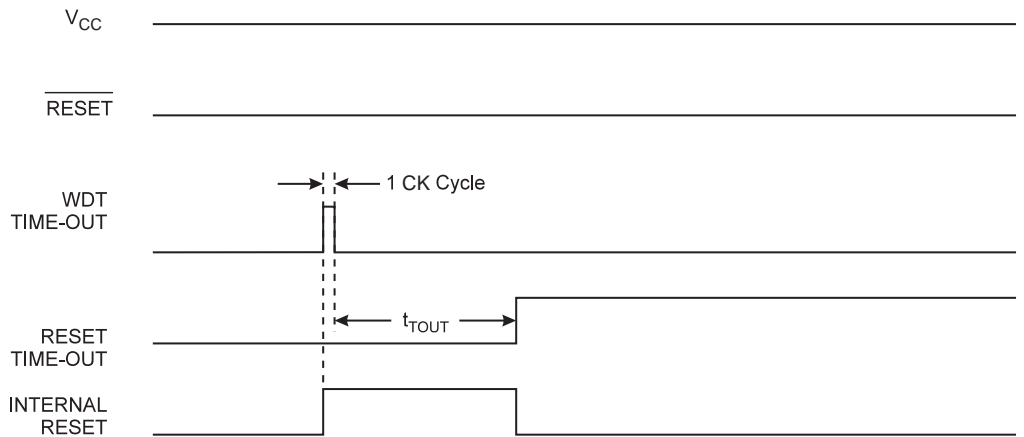 VCC
RESET
1 CK Cycle
WDT
TIME-OUT
tTOUT
RESET
TIME-OUT
INTERNAL
RESET